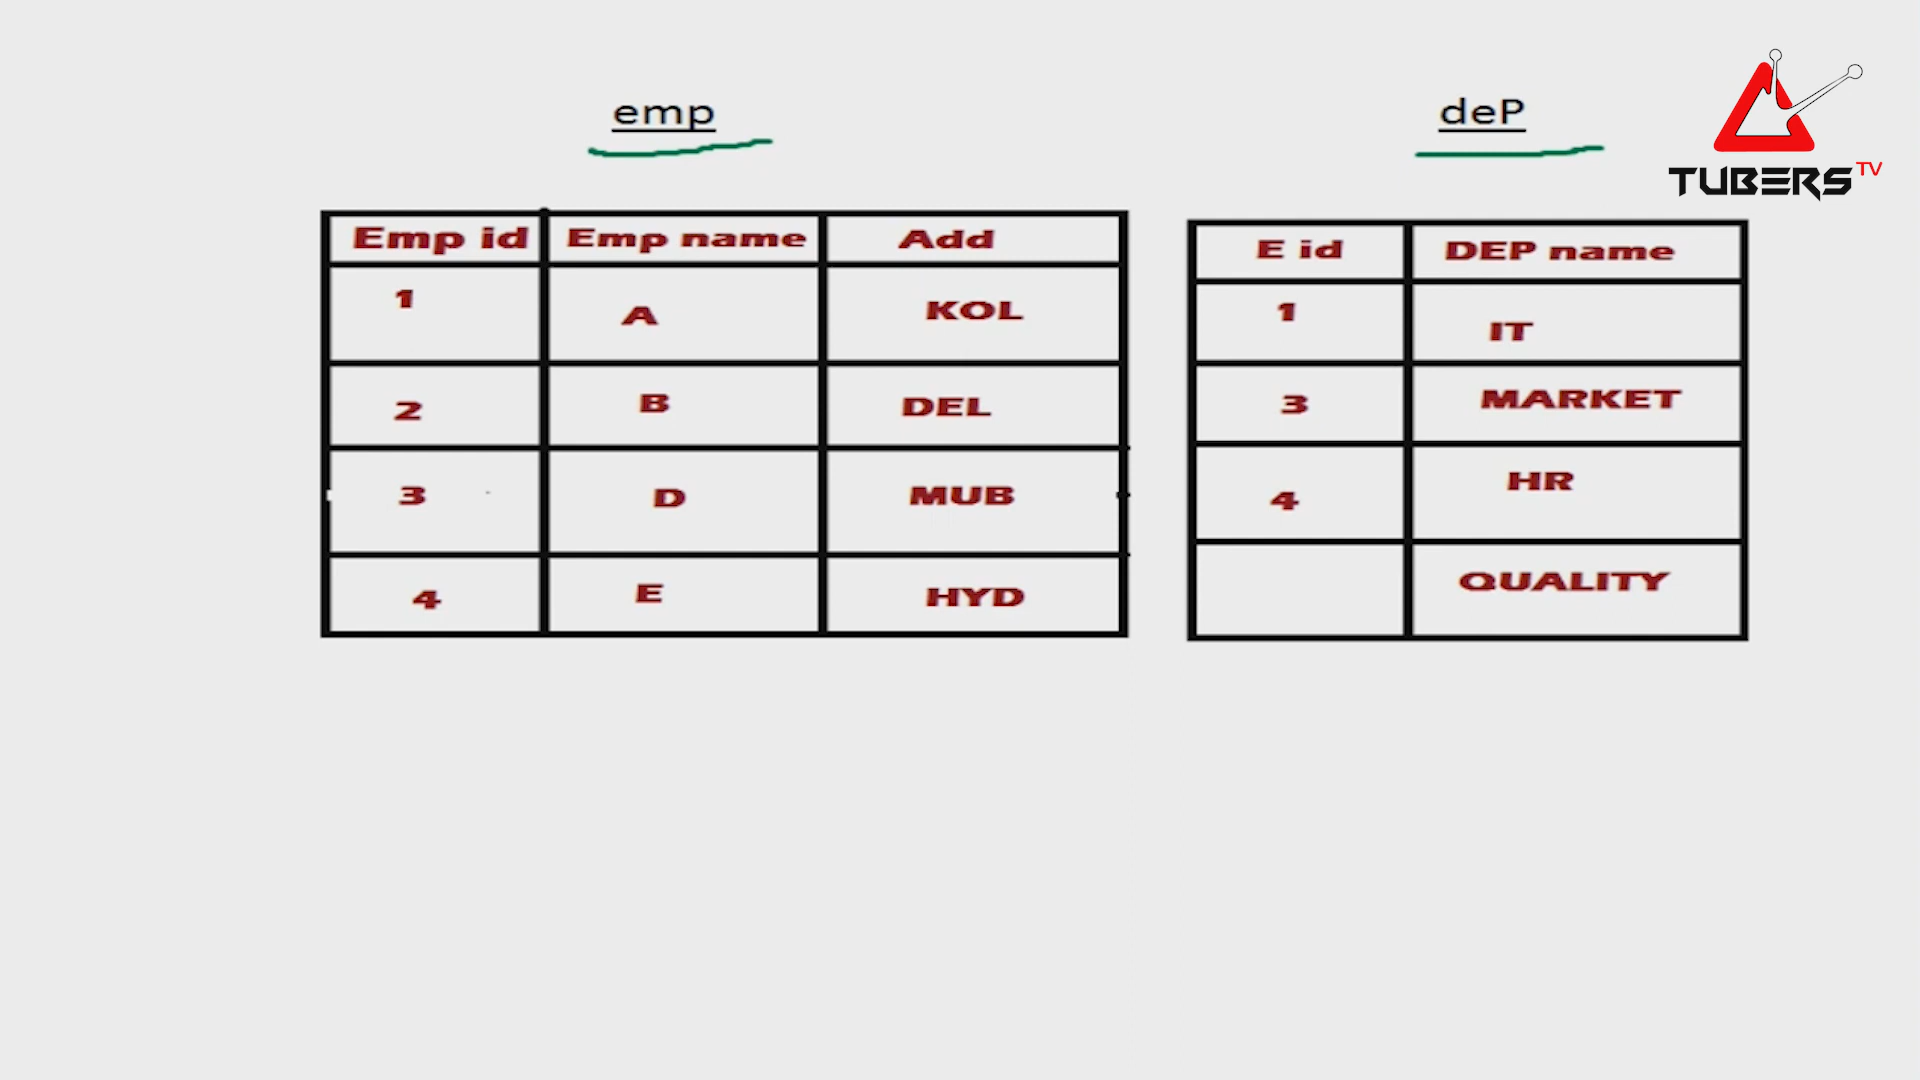 emp
deP
TUBERS TV
Emp id Emp name Add
1 A KOL
2 B DEL
3 D MUB
4 E HYD
E id DEP name
1 IT
3 MARKET
4 HR
QUALITY